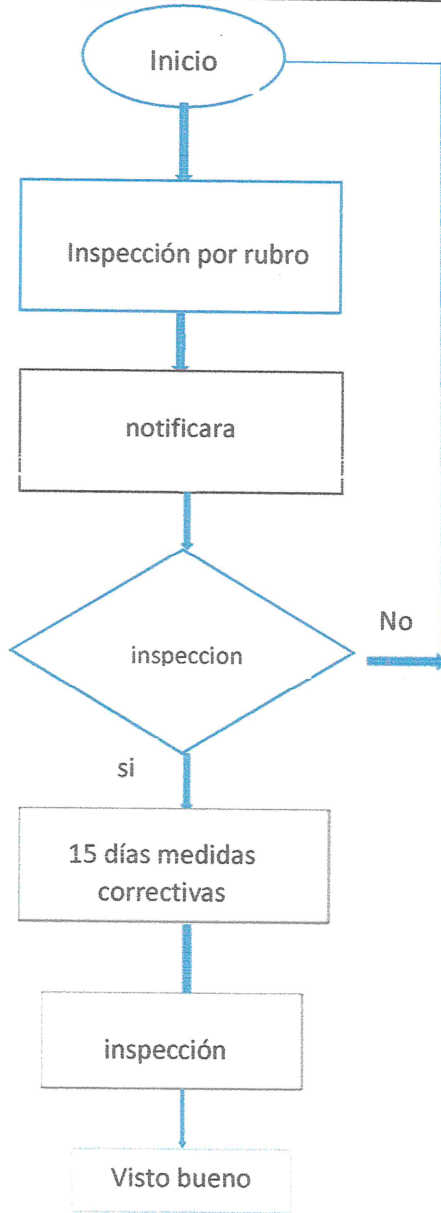 Inicio
Inspección por rubro
notificara
inspeccion
No
si
15 días medidas
correctivas
inspección
Visto bueno